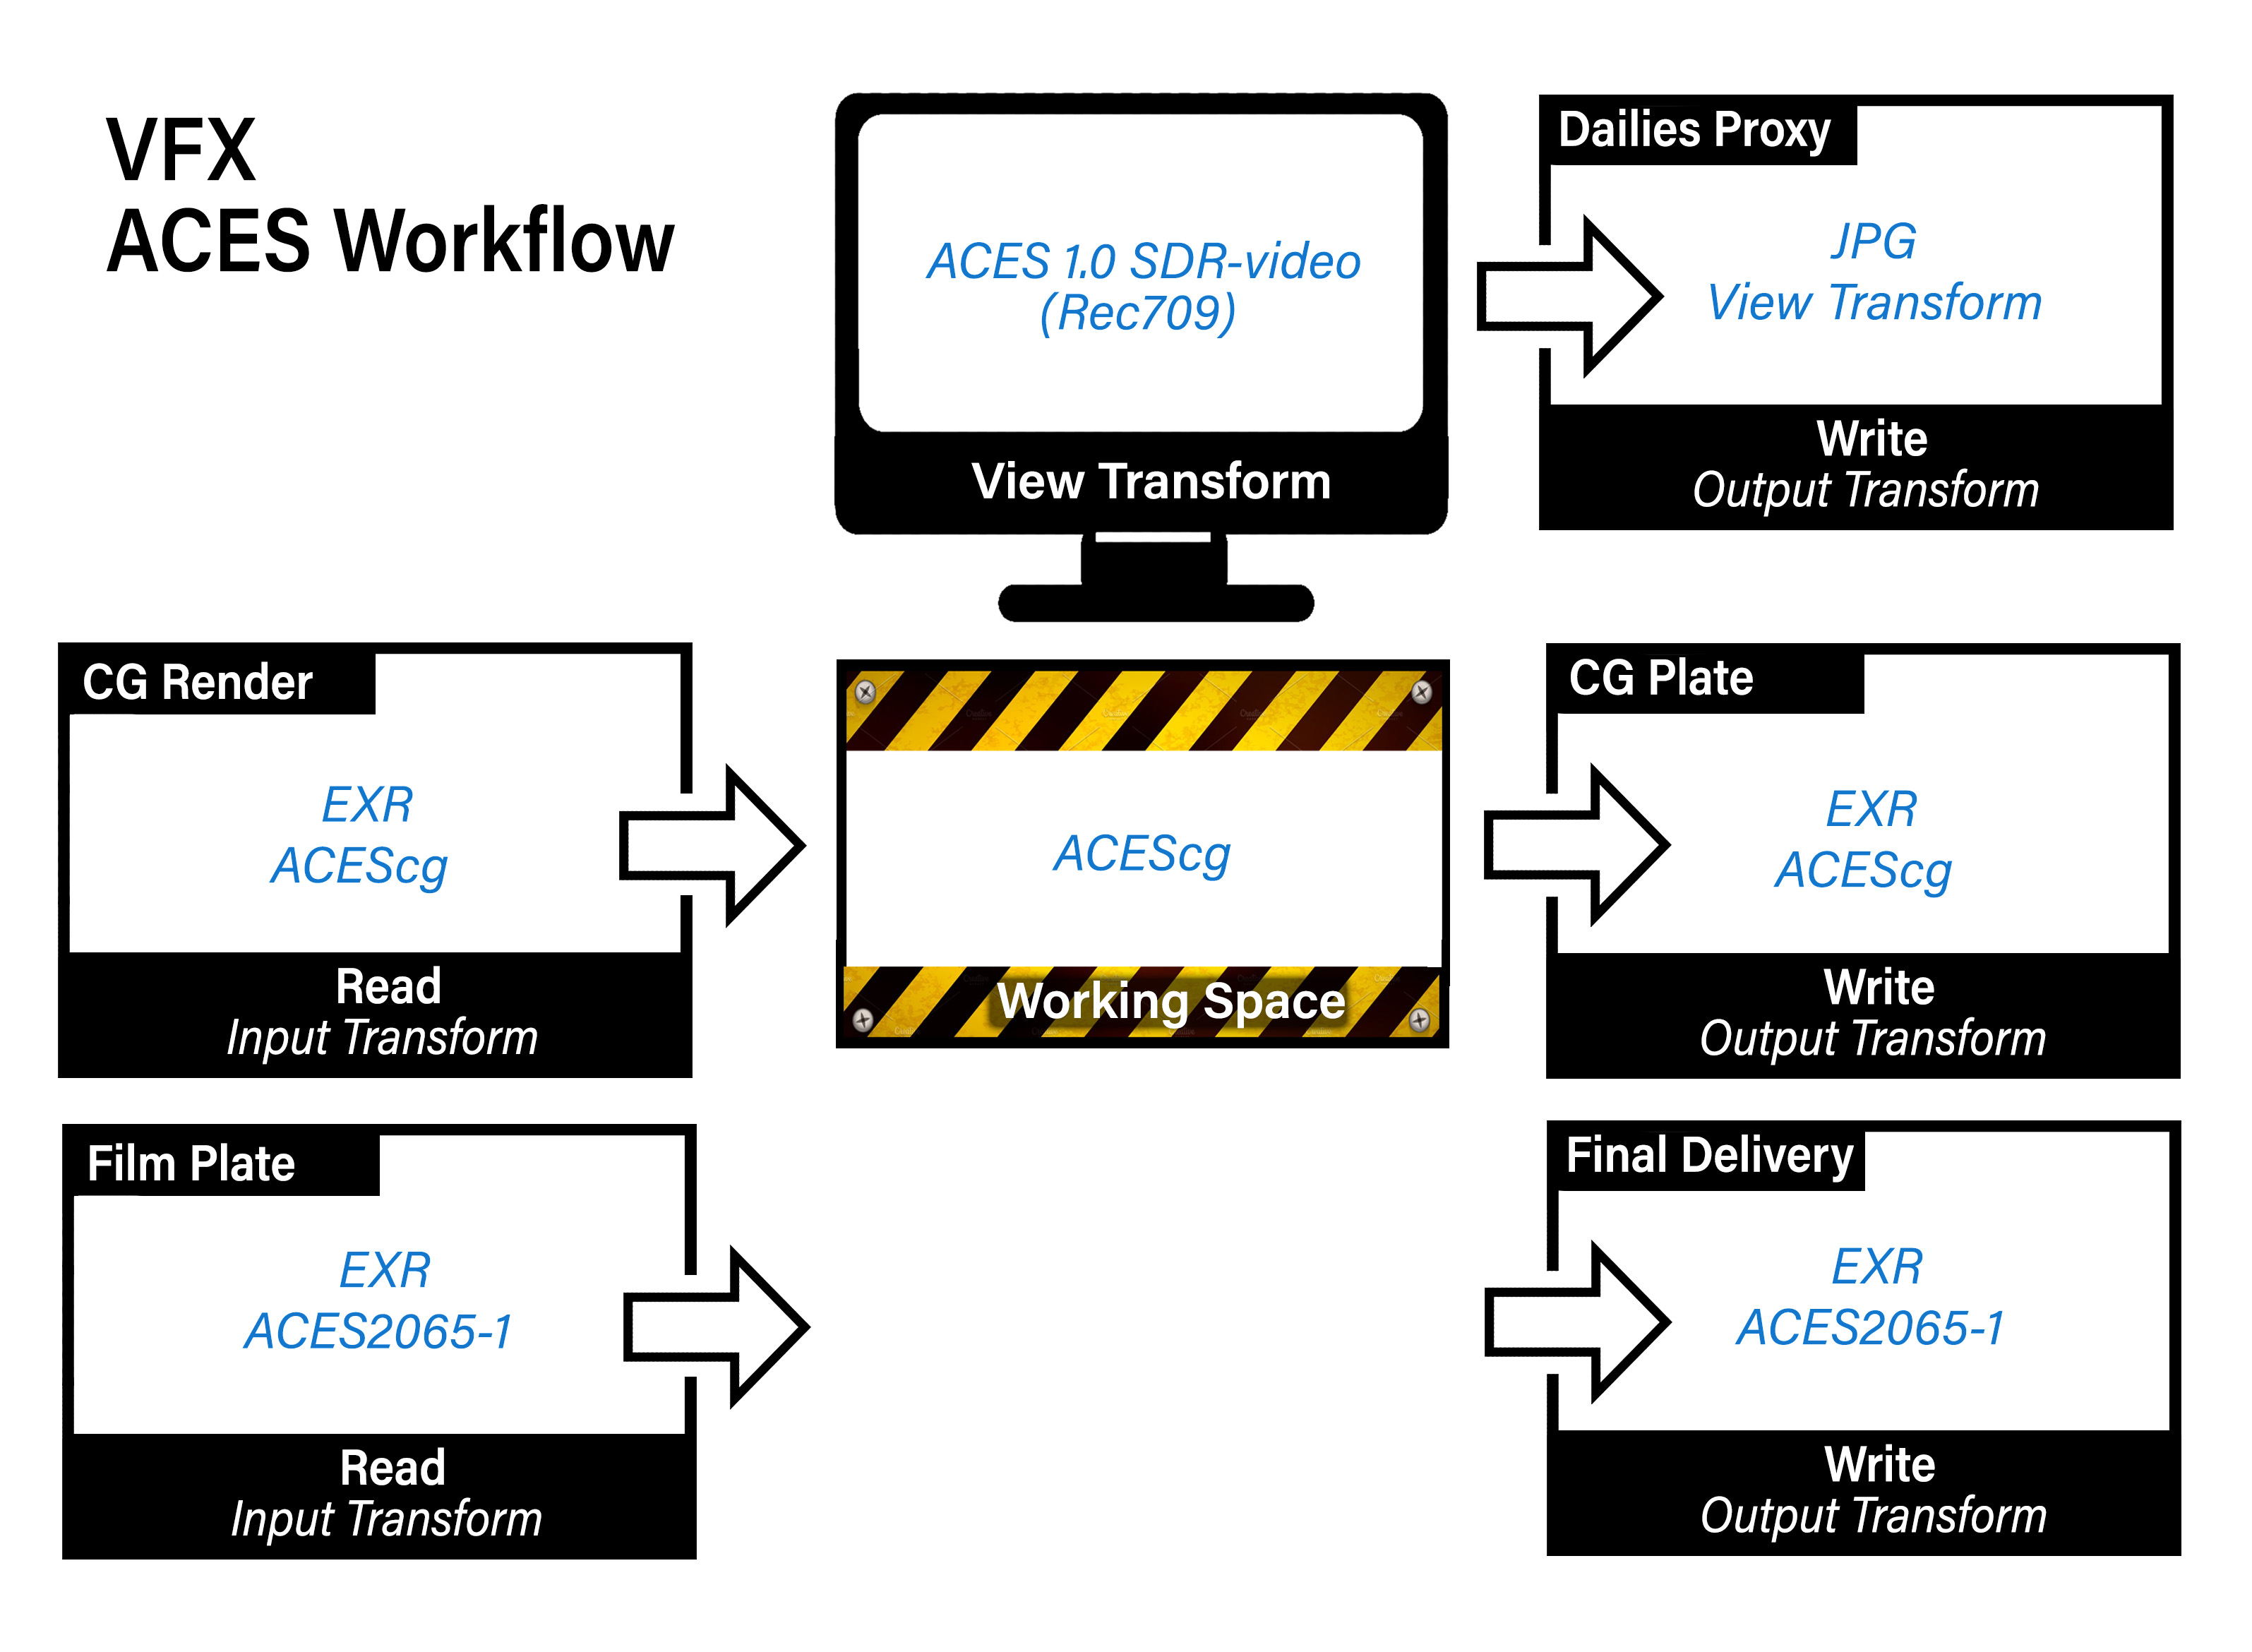 VFX
ACES Workflow
ACES 1.0 SDR-video
(Rec709)
View Transform
Dailies Proxy
JPG
View Transform
Write
Output Transform
CG Render
EXR
ACEScg
Read
Input Transform
ACEScg
Working Space
CG Plate
EXR
ACEScg
Write
Output Transform
Film Plate
EXR
ACES2065-1
Read
Input Transform
Final Delivery
EXR
ACES2065-1
Write
Output Transform